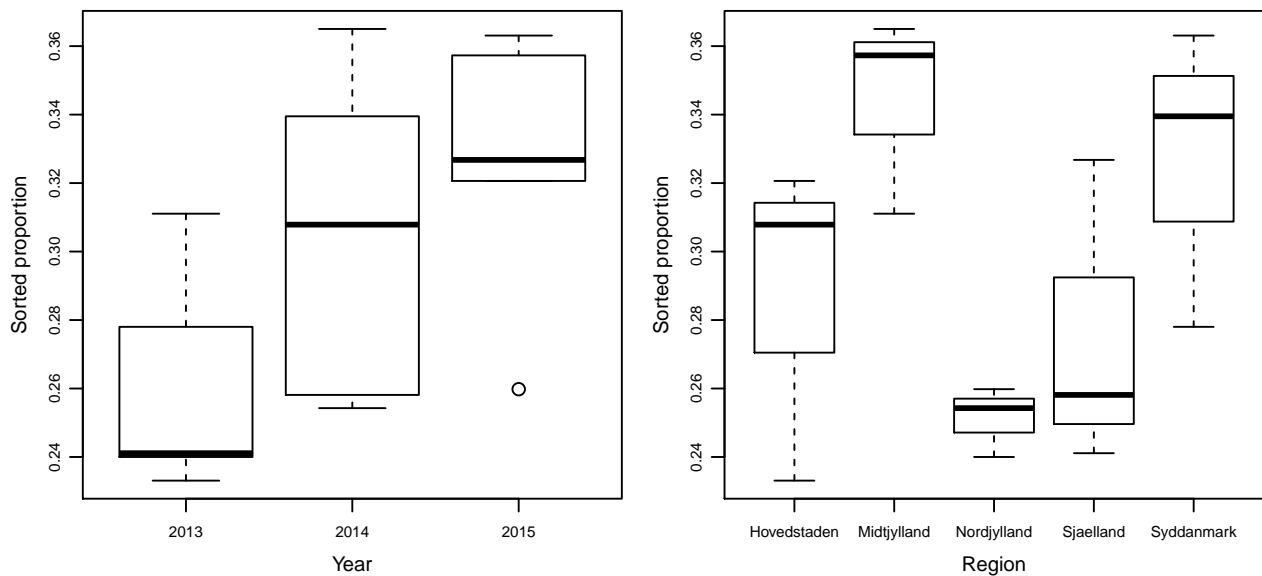 0.24 0.26 0.28 0.30 0.32 0.34 0.36
Sorted proportion
2013 2014 2015
Year
0.24 0.26 0.28 0.30 0.32 0.34 0.36
Sorted proportion
Hovedstaden Midtjylland Nordjylland Sjaelland Syddanmark
Region